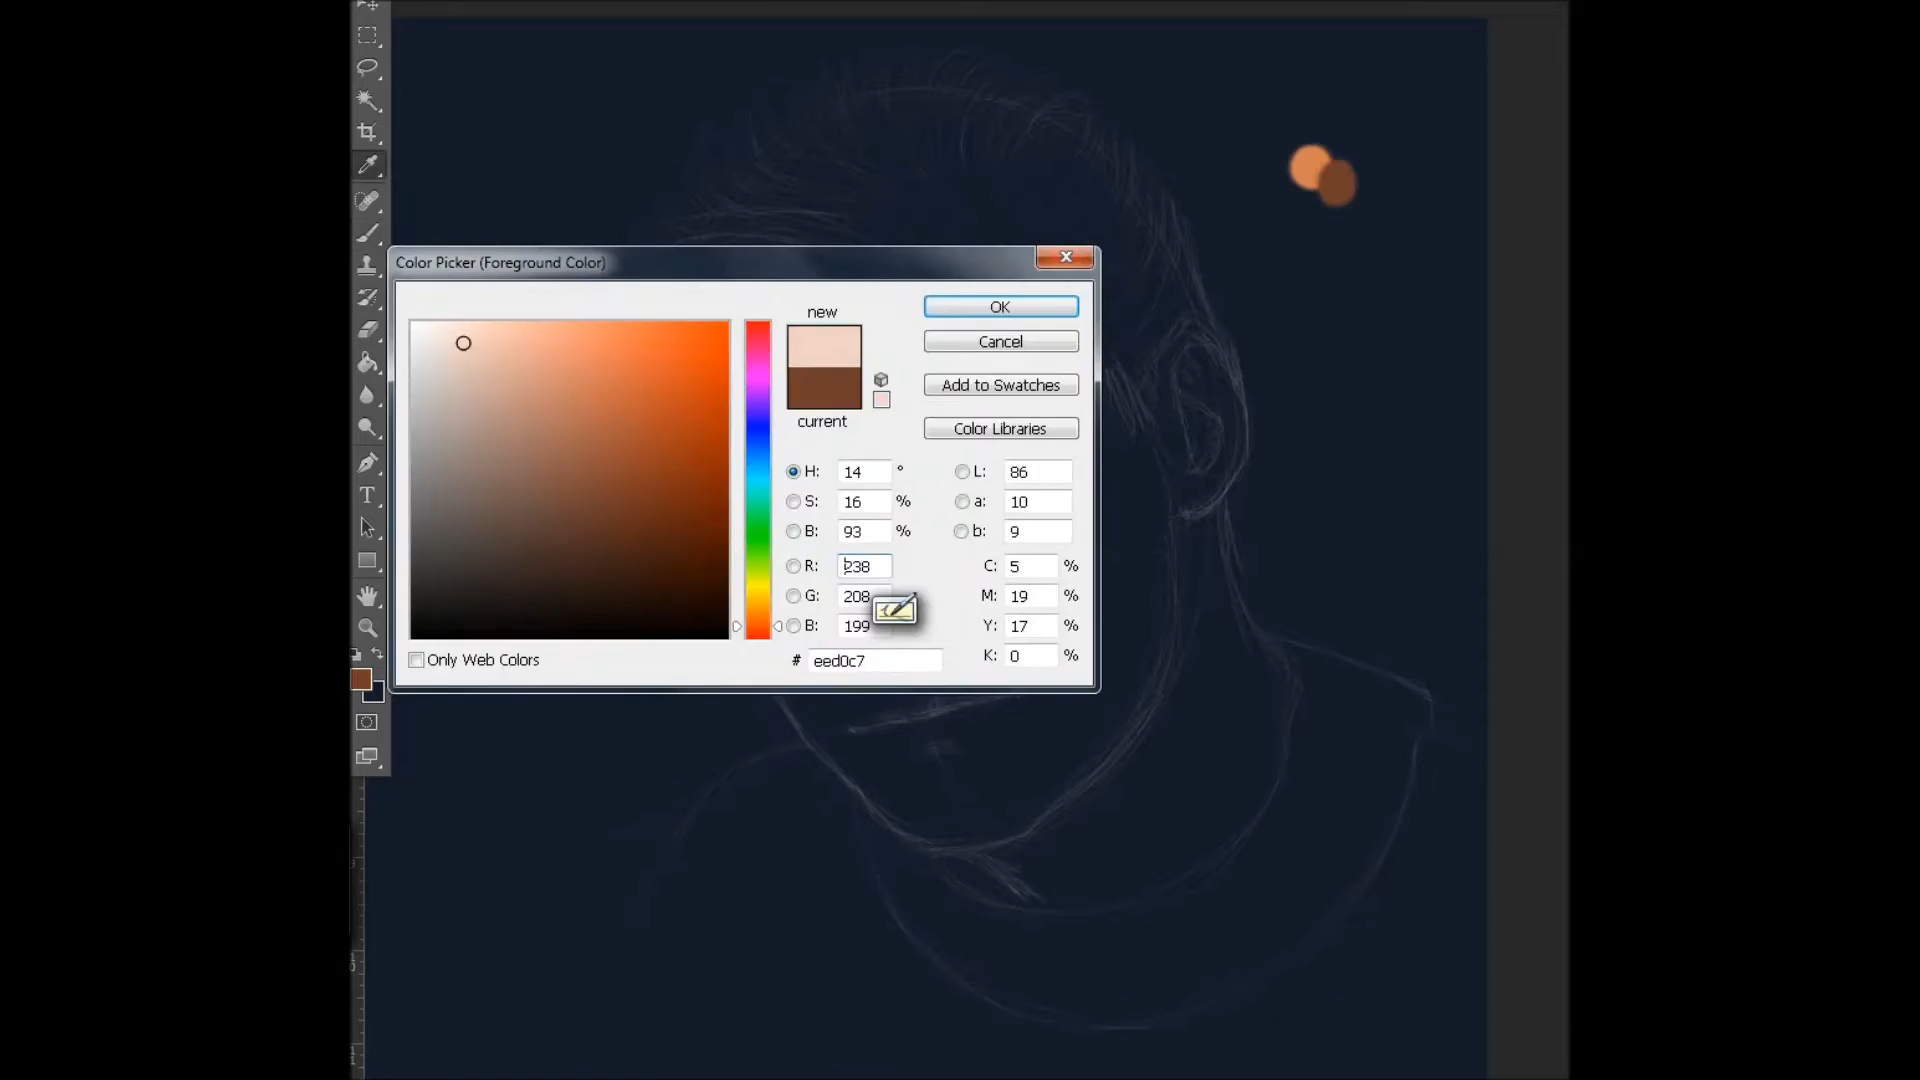 Color Picker (Foreground Color)
new
current
OK
Cancel
Add to Swatches
Color Libraries
H: 14 °
S: 16 %
B: 93 %
R: 238
G: 208
B: 199
L: 86
a: 10
b: 9
C: 5 %
M: 19 %
Y: 17 %
K: 0 %
Only Web Colors
# eed0c7